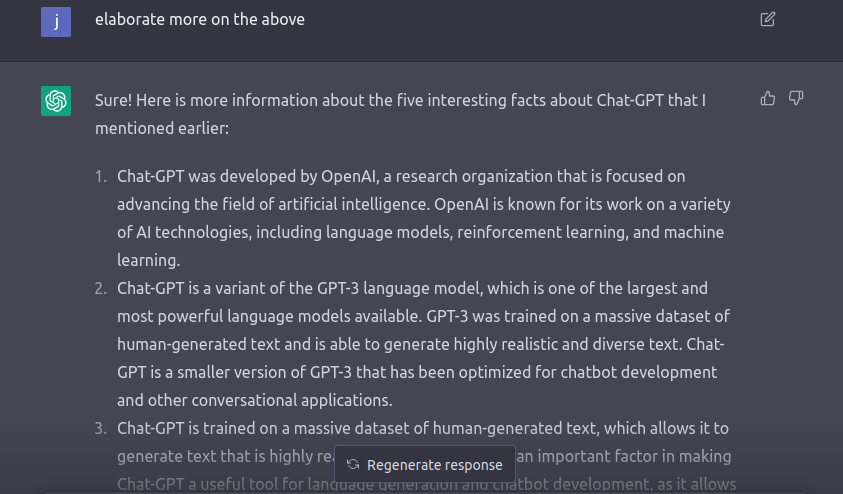 j
elaborate more on the above
Sure! Here is more information about the five interesting facts about Chat-GPT that I
mentioned earlier:
1. Chat-GPT was developed by OpenAI, a research organization that is focused on
advancing the field of artificial intelligence. OpenAI is known for its work on a variety
of AI technologies, including language models, reinforcement learning, and machine
learning.
2. Chat-GPT is a variant of the GPT-3 language model, which is one of the largest and
most powerful language models available. GPT-3 was trained on a massive dataset of
human-generated text and is able to generate highly realistic and diverse text. Chat-
GPT is a smaller version of GPT-3 that has been optimized for chatbot development
and other conversational applications.
3. Chat-GPT is trained on a massive dataset of human-generated text, which allows it to
generate text that is highly an important factor in making
Regenerate response
Chat-GPT a useful tool for language generation and chatbot development, as it allows